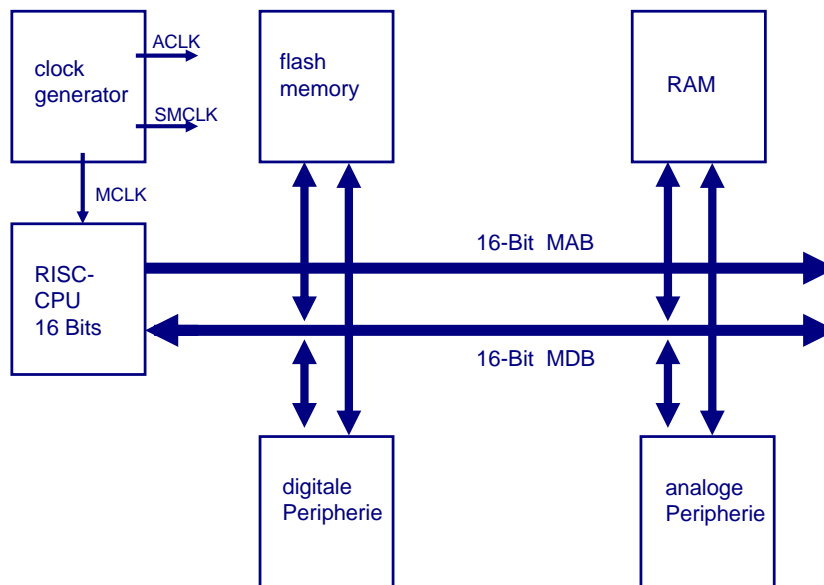 clock
generator
ACLK
SMCLK
MCLK
flash
memory
RAM
RISC-
CPU
16 Bits
16-Bit MAB
16-Bit MDB
digitale
Peripherie
analoge
Peripherie